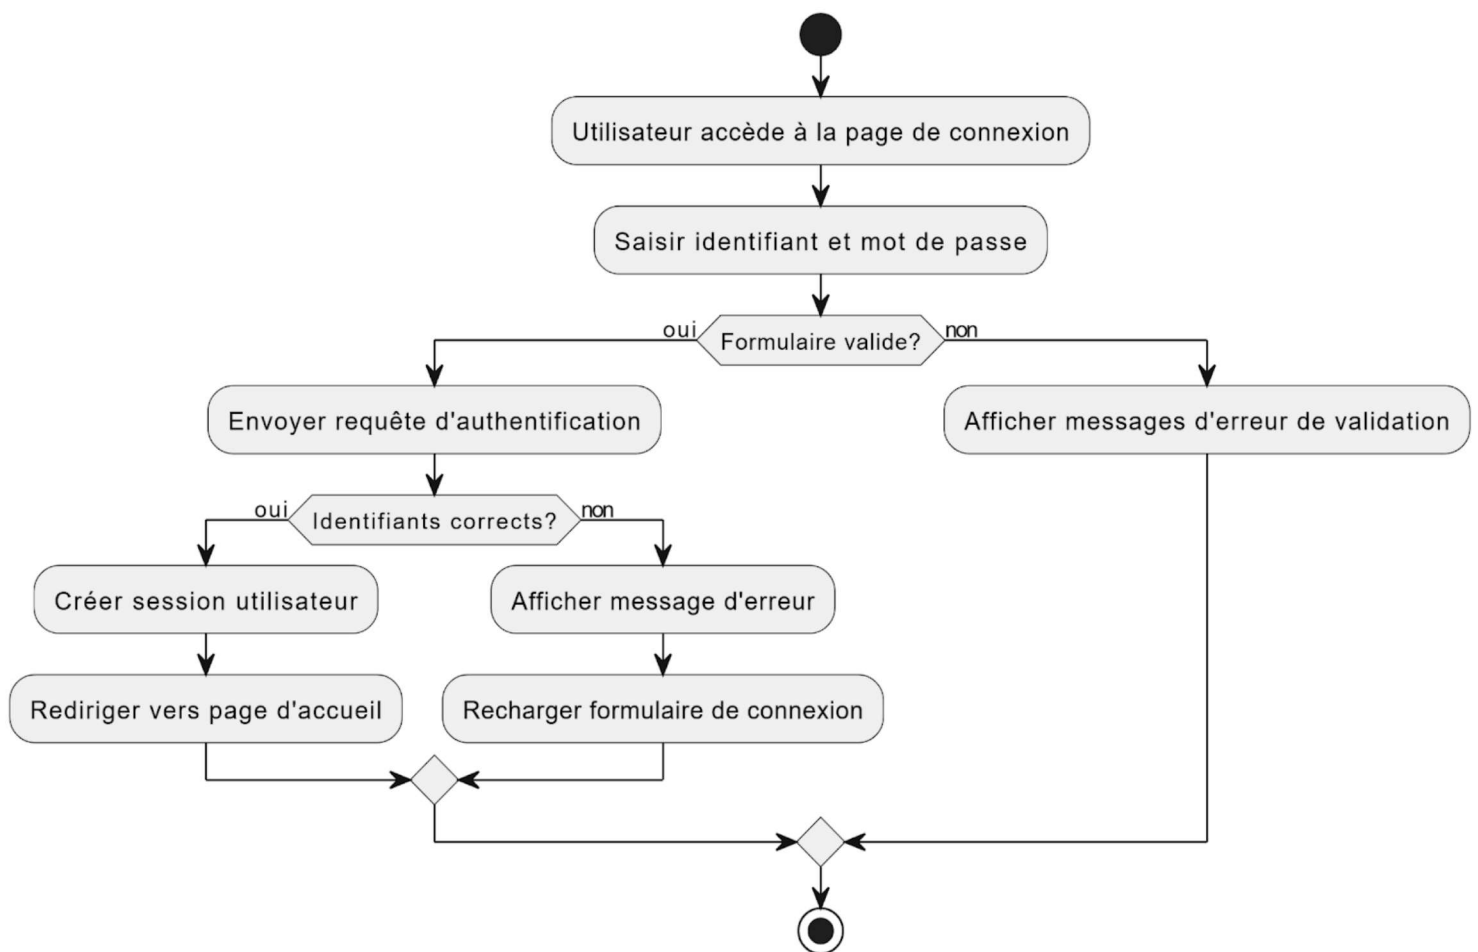 Utilisateur accède à la page de connexion
Saisir identifiant et mot de passe
oui
Formulaire valide?
non
Envoyer requête d'authentification
Afficher messages d'erreur de validation
oui
Identifiants corrects?
non
Créer session utilisateur
Afficher message d'erreur
Rediriger vers page d'accueil
Recharger formulaire de connexion